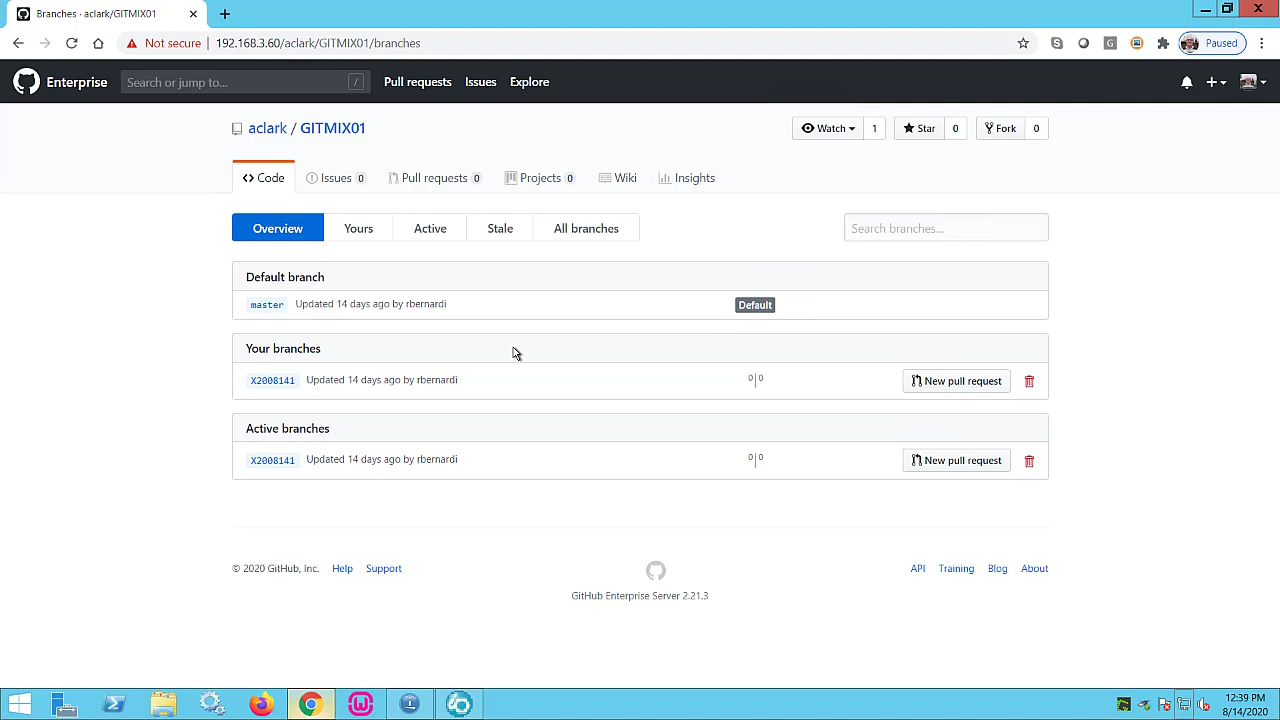 Branches · aclark/GITMIX01
Not secure
192.168.3.60/aclark/GITMIX01/branches
Paused
Enterprise
Search or jump to...
/
Pull requests
Issues
Explore
aclark / GITMIX01
Watch
1
Star
0
Fork
0
Code
Issues 0
Pull requests 0
Projects 0
Wiki
Insights
Overview
Yours
Active
Stale
All branches
Search branches...
Default branch
master
Updated 14 days ago by rbernardi
Default
Your branches
X2008141
Updated 14 days ago by rbernardi
0|0
New pull request
Active branches
X2008141
Updated 14 days ago by rbernardi
0|0
New pull request
© 2020 GitHub, Inc.
Help
Support
API
Training
Blog
About
GitHub Enterprise Server 2.21.3
12:39 PM
8/14/2020